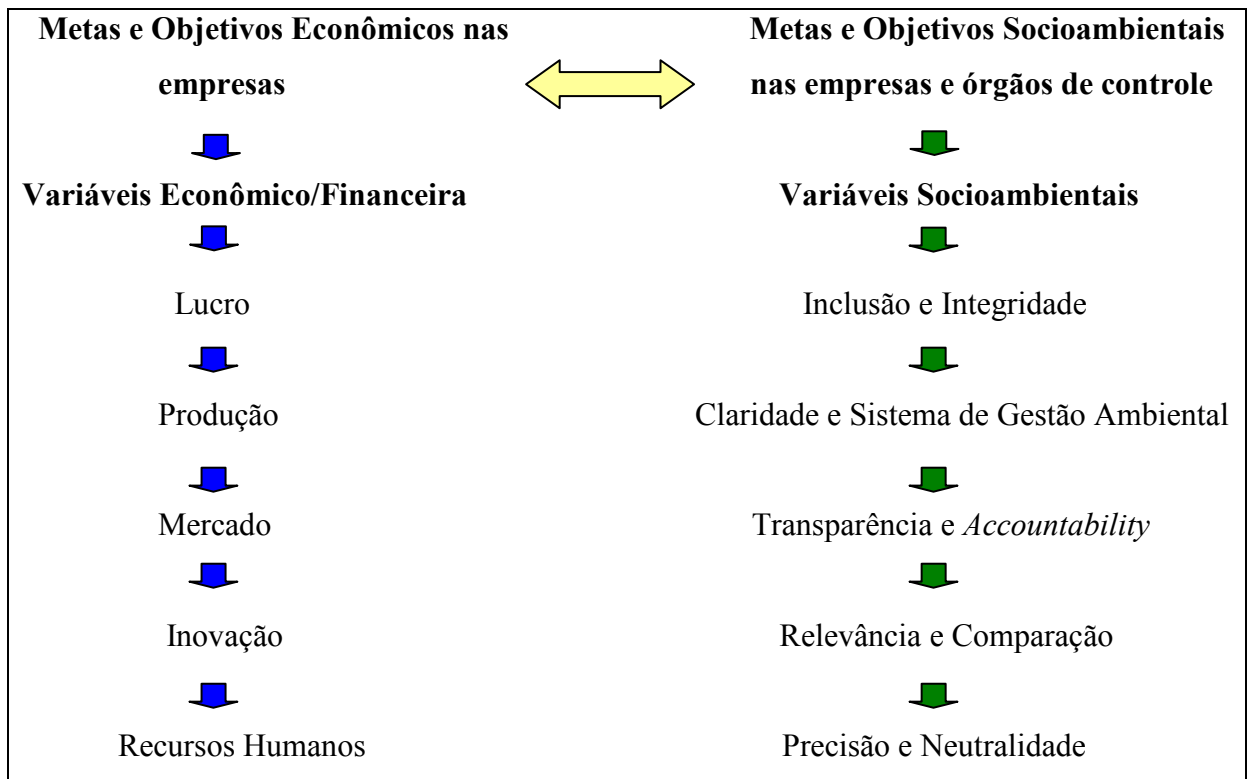 Metas e Objetivos Econômicos nas
empresas
Variáveis Econômico/Financeira
Lucro
Produção
Mercado
Inovação
Recursos Humanos
Metas e Objetivos Socioambientais
nas empresas e órgãos de controle
Variáveis Socioambientais
Inclusão e Integridade
Claridade e Sistema de Gestão Ambiental
Transparência e Accountability
Relevância e Comparação
Precisão e Neutralidade